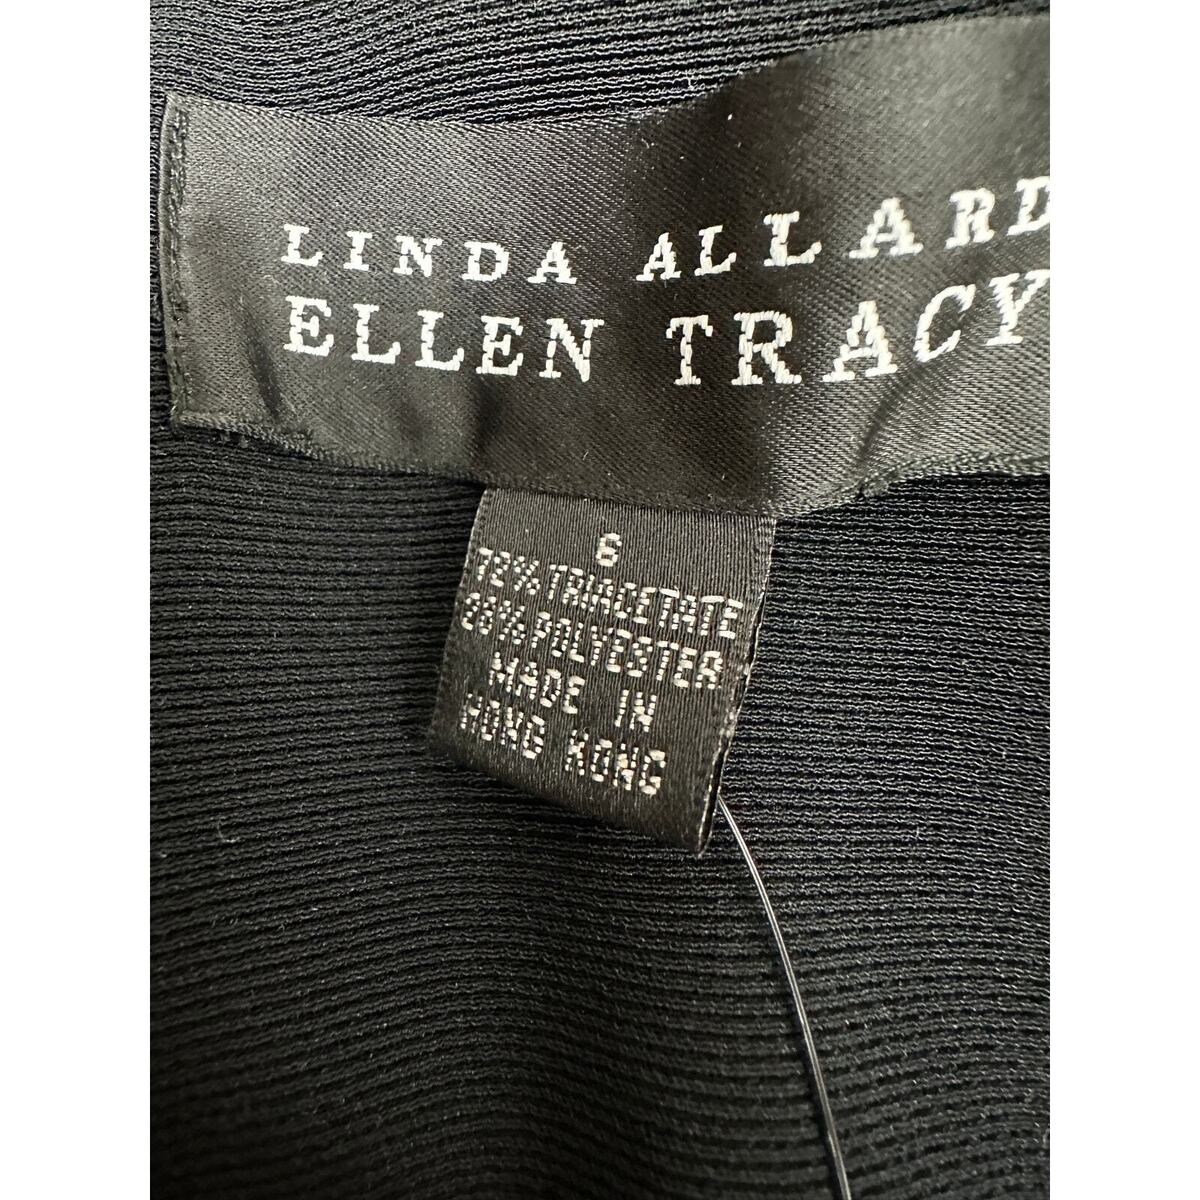 LINDA ALLARD
ELLEN TRACY
6
72% TRIACETATE
28% POLYESTER
MADE IN
HONG KONG